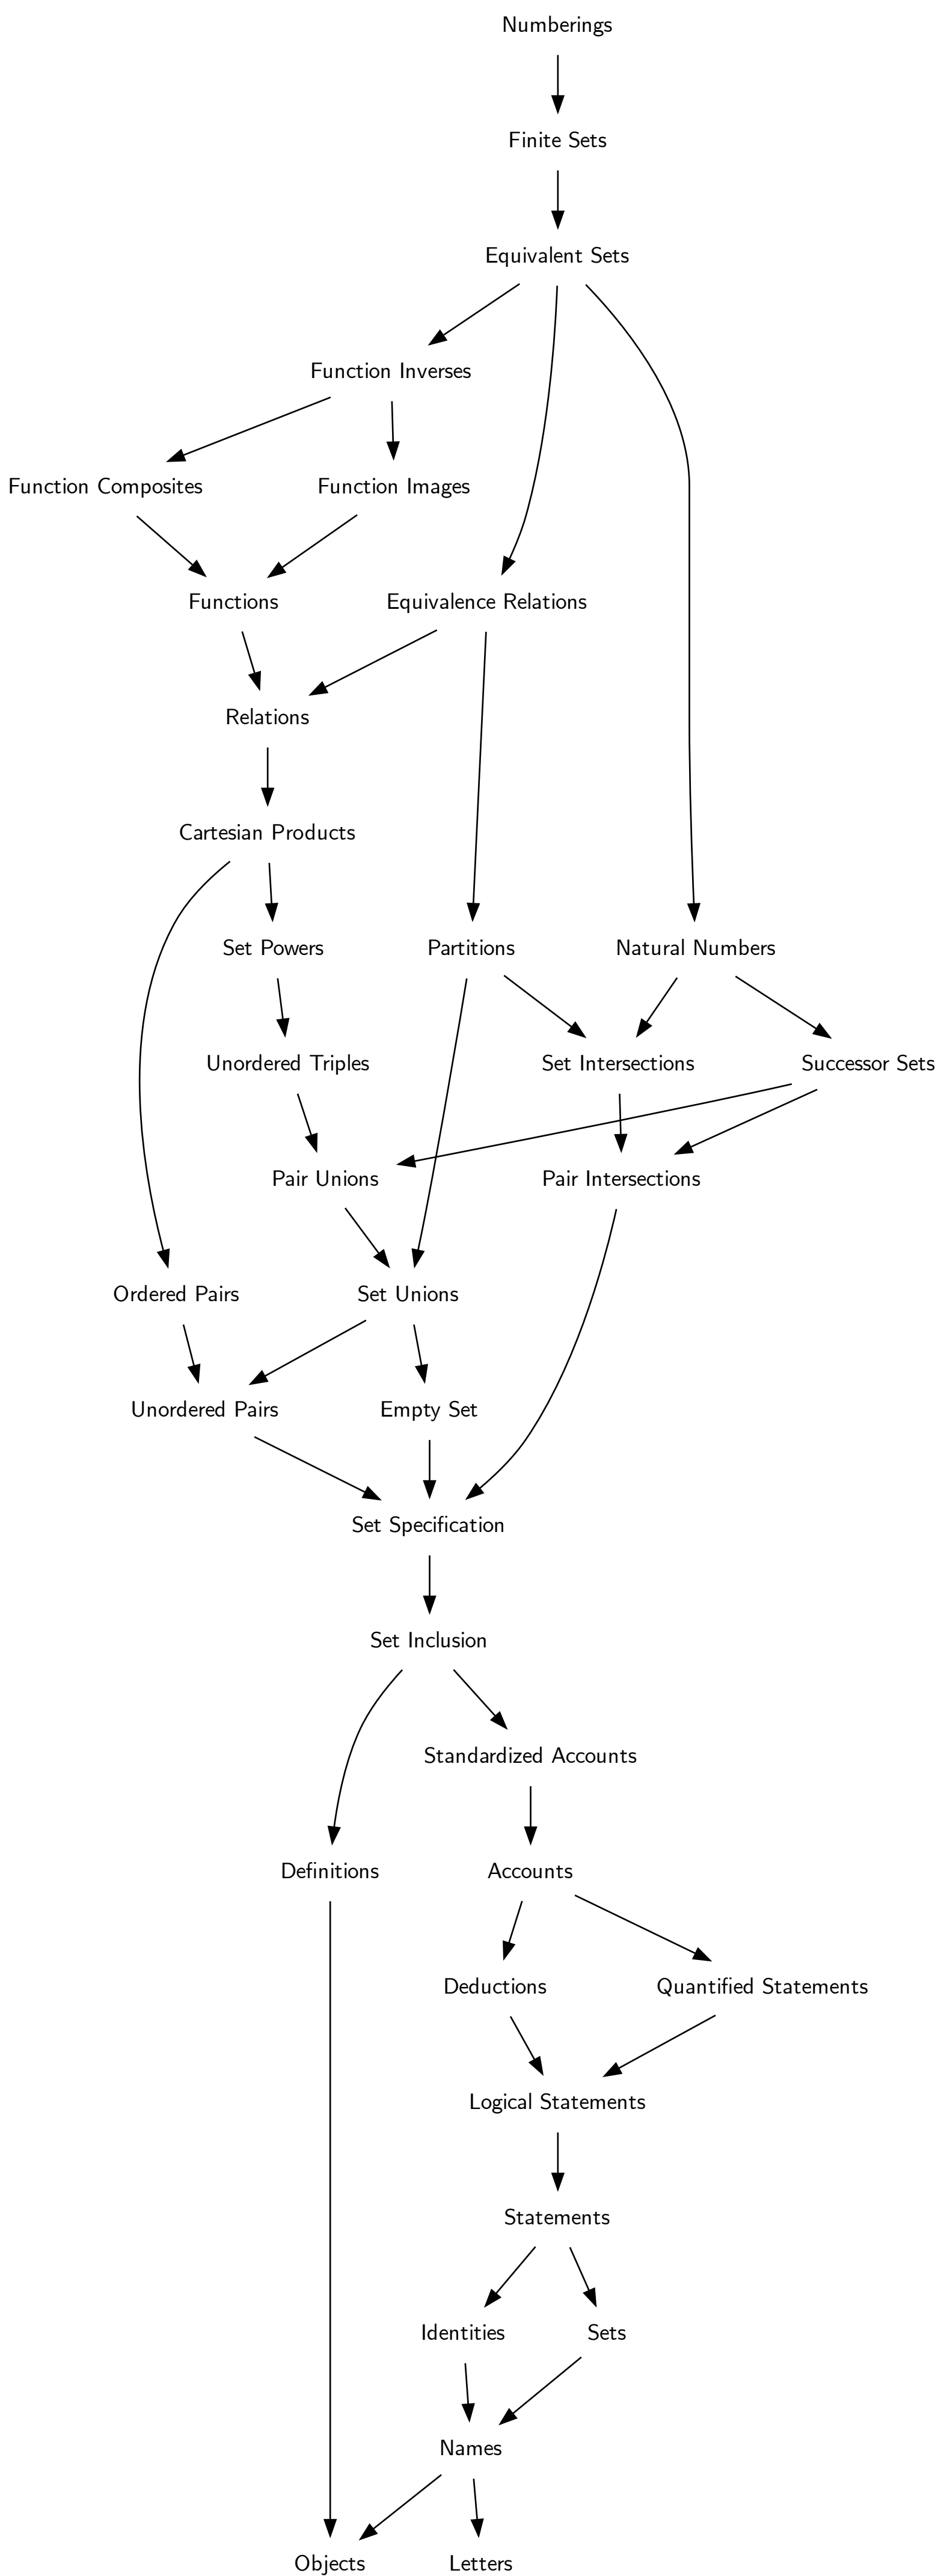 Numberings
Finite Sets
Equivalent Sets
Function Inverses
Function Composites
Function Images
Functions
Equivalence Relations
Relations
Cartesian Products
Set Powers
Partitions
Natural Numbers
Unordered Triples
Set Intersections
Successor Sets
Pair Unions
Pair Intersections
Ordered Pairs
Set Unions
Unordered Pairs
Empty Set
Set Specification
Set Inclusion
Standardized Accounts
Definitions
Accounts
Deductions
Quantified Statements
Logical Statements
Statements
Identities
Sets
Names
Objects
Letters